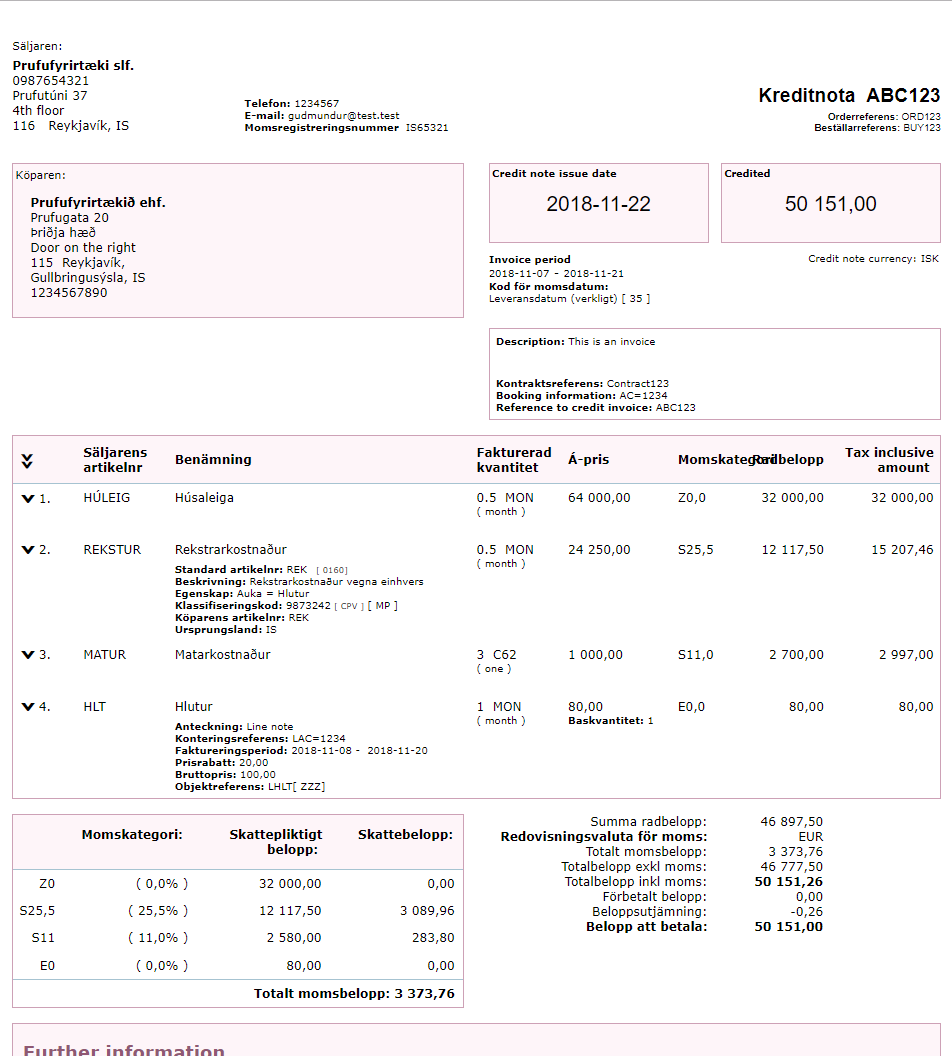 Säljaren:
Prufufyrirtæki slf.
0987654321
Prufutúni 37
4th floor
116 Reykjavík, IS
Telefon: 1234567
E-mail: gudmundur@test.test
Momsregistreringsnummer IS65321
Kreditnota ABC123
Orderreferens: ORD123
Beställarreferens: BUY123
Köparen:
Prufufyrirtækið ehf.
Prufugata 20
Þriðja hæð
Door on the right
115 Reykjavík,
Gullbringusýsla, IS
1234567890
Credit note issue date
2018-11-22
Credited
50 151,00
Invoice period
2018-11-07 - 2018-11-21
Kod för momsdatum:
Leveransdatum (verkligt) [ 35 ]
Credit note currency: ISK
Description: This is an invoice
Kontraktsreferens: Contract123
Booking information: AC=1234
Reference to credit invoice: ABC123
Säljarens artikelnr Benämning Fakturerad kvantitet Á-pris Momskategori Radbelopp Tax inclusive amount
1. HÚLEIG Húsaleiga 0.5 MON 64 000,00 Z0,0 32 000,00 32 000,00
( month )
2. REKSTUR Rekstrarkostnaður 0.5 MON 24 250,00 S25,5 12 117,50 15 207,46
( month )
Standard artikelnr: REK [ 0160]
Beskrivning: Rekstrarkostnaður vegna einhvers
Egenskap: Auka = Hlutur
Klassifiseringskod: 9873242 [ CPV ] [ MP ]
Köparens artikelnr: REK
Ursprungsland: IS
3. MATUR Matarkostnaður 3 C62 1 000,00 S11,0 2 700,00 2 997,00
( one )
4. HLT Hlutur 1 MON 80,00 E0,0 80,00 80,00
( month ) Baskvantitet: 1
Anteckning: Line note
Konteringsreferens: LAC=1234
Faktureringsperiod: 2018-11-08 - 2018-11-20
Prisrabatt: 20,00
Bruttopris: 100,00
Objektreferens: LHLT[ ZZZ]
Momskategori: Skattepliktigt belopp: Skattebelopp:
Z0 ( 0,0% ) 32 000,00 0,00
S25,5 ( 25,5% ) 12 117,50 3 089,96
S11 ( 11,0% ) 2 580,00 283,80
E0 ( 0,0% ) 80,00 0,00
Totalt momsbelopp: 3 373,76
Summa radbelopp: 46 897,50
Redovisningsvaluta för moms: EUR
Totalt momsbelopp: 3 373,76
Totalbelopp exkl moms: 46 777,50
Totalbelopp inkl moms: 50 151,26
Förbetalt belopp: 0,00
Beloppsutjämning: -0,26
Belopp att betala: 50 151,00
Further information